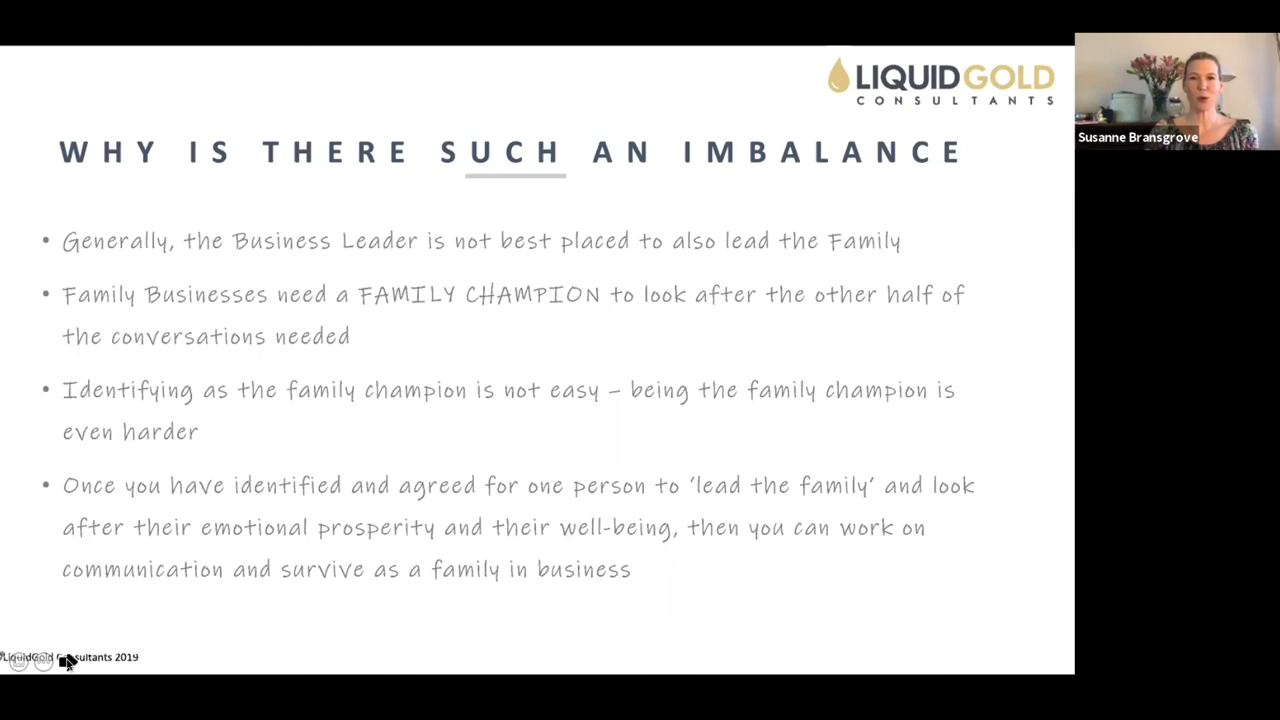 LIQUIDGOLD
CONSULTANTS
Susanne Bransgrove
WHY IS THERE SUCH AN IMBALANCE
• Generally, the Business Leader is not best placed to also lead the Family
• Family Businesses need a FAMILY CHAMPION to look after the other half of
the conversations needed
• Identifying as the family champion is not easy – being the family champion is
even harder
• Once you have identified and agreed for one person to ‘lead the family’ and look
after their emotional prosperity and their well-being, then you can work on
communication and survive as a family in business
LiquidGold 2019